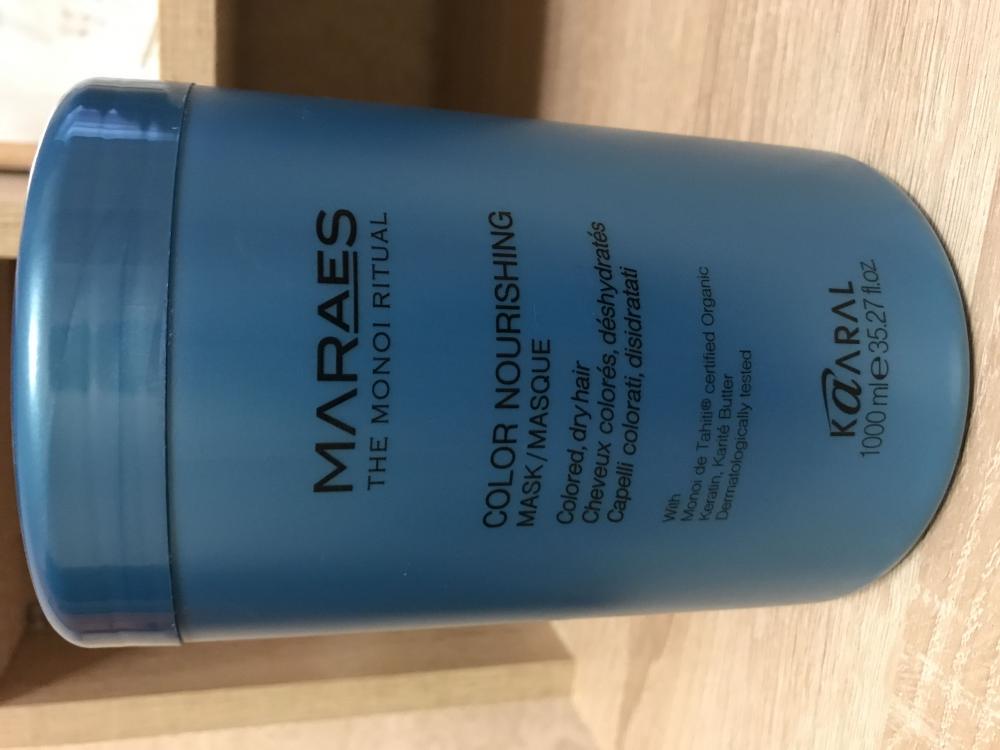 MARAES
THE MONOI RITUAL
COLOR NOURISHING
MASK/MASQUE
Colored, dry hair
Cheveux colorés, déshydratés
Capelli colorati, disidratati
With
Monoi de Tahiti® certified Organic
Keratin, Karité Butter
Dermatologically tested
KaARAL
1000 ml e 35.27 fl.oz